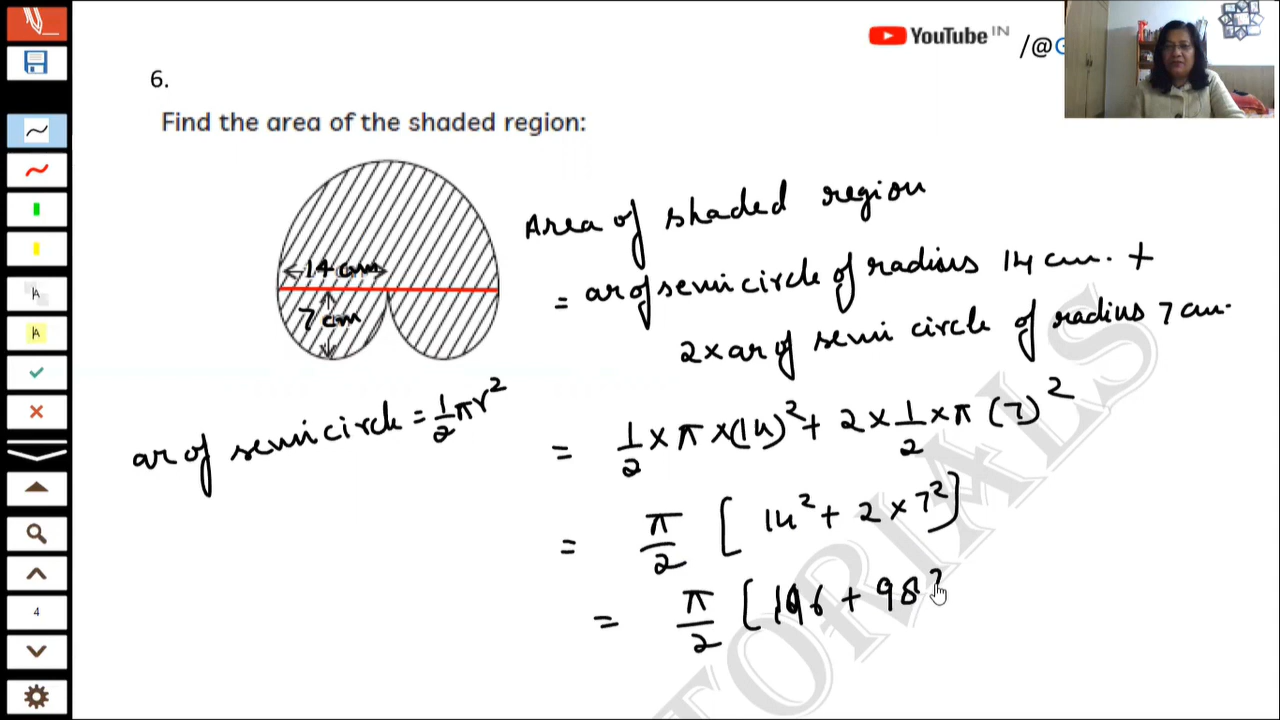 YouTube IN /@G
6.
Find the area of the shaded region:
14 cm
7 cm
Area of shaded region
= ar of semi circle of radius 14 cm. +
2 x ar of semi circle of radius 7 cm.
ar of semi circle = 1/2 πr²
= 1/2 x π x (14)² + 2 x 1/2 x π (7)²
= π/2 [ 14² + 2 x 7² ]
= π/2 [ 196 + 98 ]
A
A
4
TORIALS